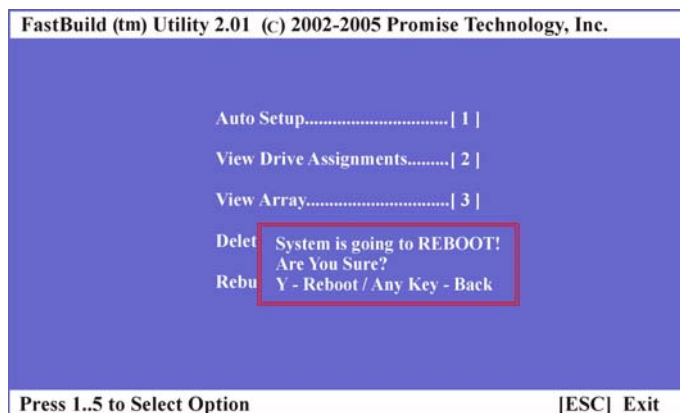 FastBuild (tm) Utility 2.01 (C) 2002-2005 Promise Technology, Inc.
Auto Setup...............................[ 1 ]
View Drive Assignments.........[ 2 ]
View Array...............................[ 3 ]
Delet
Rebu
System is going to REBOOT!
Are You Sure?
Y - Reboot / Any Key - Back
Press 1..5 to Select Option [ESC] Exit